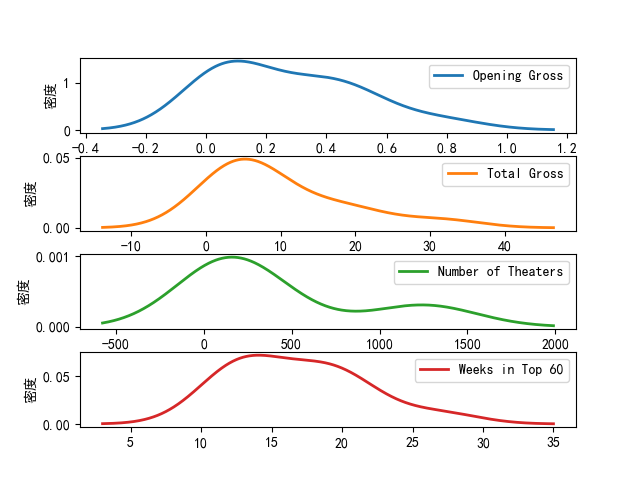 密度
1
0
Opening Gross
−0.4 −0.2 0.0 0.2 0.4 0.6 0.8 1.0 1.2
密度
0.05
0.00
Total Gross
−10 0 10 20 30 40
密度
0.001
0.000
Number of Theaters
−500 0 500 1000 1500 2000
密度
0.05
0.00
Weeks in Top 60
5 10 15 20 25 30 35